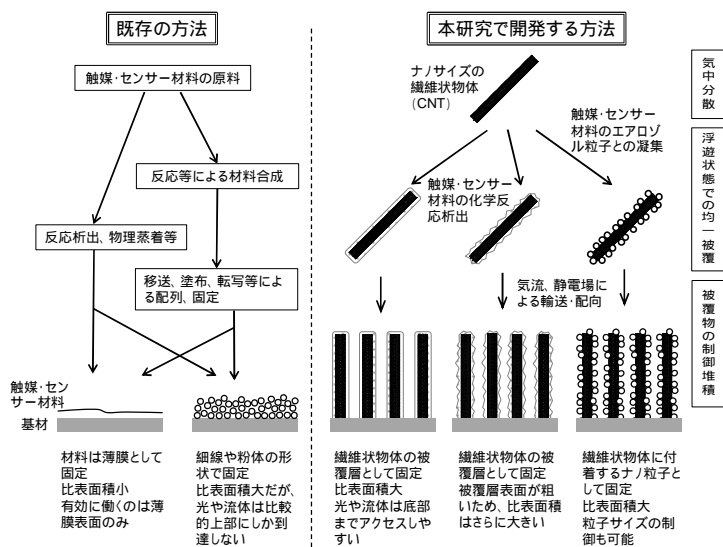 既存の方法
触媒・センサー材料の原料
反応等による材料合成
反応析出、物理蒸着等
移送、塗布、転写等によ
る配列、固定
触媒・セン
サー材料
基材
材料は薄膜として
固定
比表面積小
有効に働くのは薄
膜表面のみ
細線や粉体の形
状で固定
比表面積大だが、
光や流体は比較
的上部にしか到
達しない
本研究で開発する方法
ナノサイズの
繊維状物体
(CNT)
触媒・センサー
材料のエアロゾ
ル粒子との凝集
触媒・センサー
材料の化学反
応析出
気流、静電場に
よる輸送・配向
繊維状物体の被
覆層として固定
比表面積大
光や流体は底部
までアクセスしや
すい
繊維状物体の被
覆層として固定
被覆層表面が粗
いため、比表面積
はさらに大きい
繊維状物体に付
着するナノ粒子と
して固定
比表面積大
粒子サイズの制
御も可能
気中分散
浮遊状態での均一被覆
被覆物の制御堆積